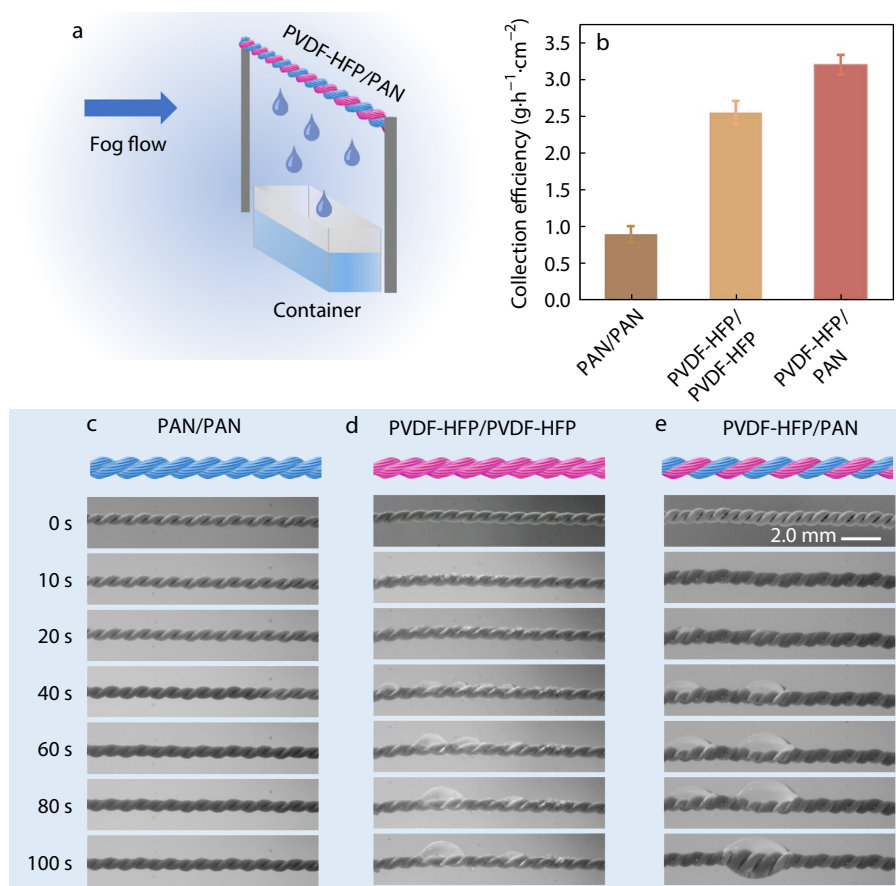 a
PVDF-HFP/PAN
Fog flow
Container
b
Collection efficiency (g·h⁻¹·cm⁻²)
3.5
3.0
2.5
2.0
1.5
1.0
0.5
0.0
PAN/PAN
PVDF-HFP/
PVDF-HFP
PVDF-HFP/
PAN
c PAN/PAN
d PVDF-HFP/PVDF-HFP
e PVDF-HFP/PAN
0 s
2.0 mm
10 s
20 s
40 s
60 s
80 s
100 s